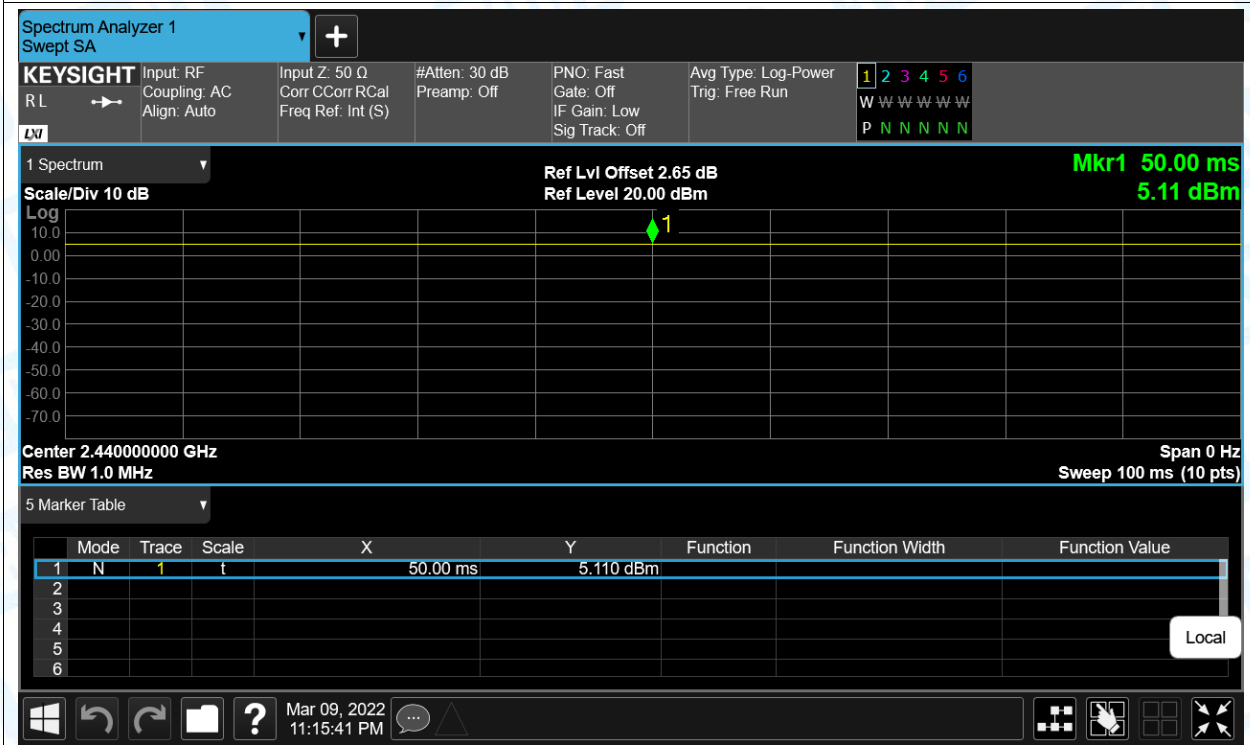 Spectrum Analyzer 1
Swept SA
KEYSIGHT
R L
LXI
Input: RF
Coupling: AC
Align: Auto
Input Z: 50 Ω
Corr CCorr RCal
Freq Ref: Int (S)
#Atten: 30 dB
Preamp: Off
PNO: Fast
Gate: Off
IF Gain: Low
Sig Track: Off
Avg Type: Log-Power
Trig: Free Run
1 2 3 4 5 6
W W W W W W
P N N N N N
1 Spectrum
Scale/Div 10 dB
Ref Lvl Offset 2.65 dB
Ref Level 20.00 dBm
Mkr1 50.00 ms
5.11 dBm
Log
1
10.0
0.00
-10.0
-20.0
-30.0
-40.0
-50.0
-60.0
-70.0
Center 2.440000000 GHz
Span 0 Hz
Res BW 1.0 MHz
Sweep 100 ms (10 pts)
5 Marker Table
Mode Trace Scale X Y Function Function Width Function Value
1 N 1 t 50.00 ms 5.110 dBm
2
3
4
5
6
Local
?
Mar 09, 2022
11:15:41 PM